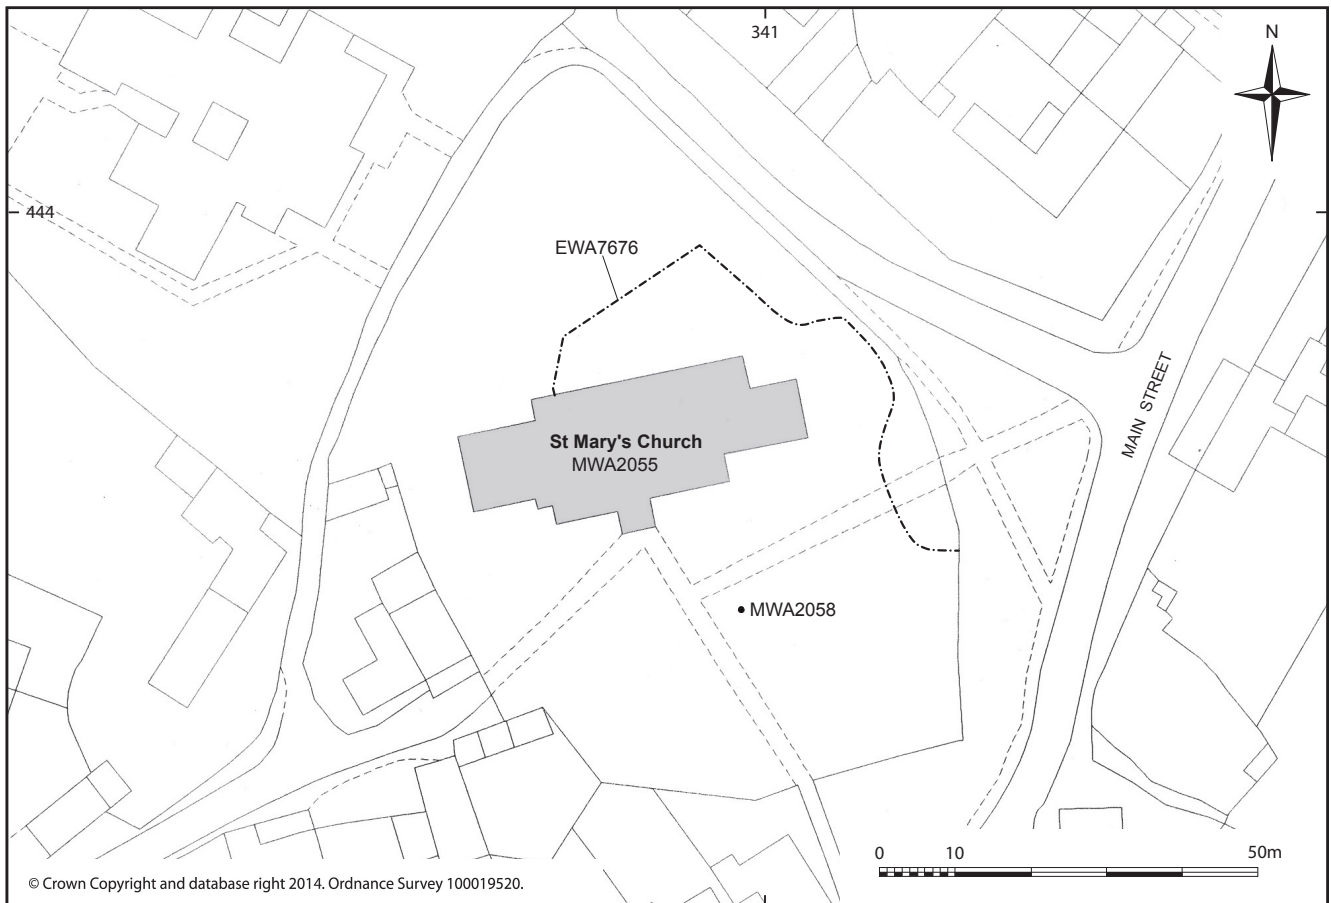 341
N
444
EWA7676
MAIN STREET
St Mary's Church
MWA2055
MWA2058
0 10 50m
© Crown Copyright and database right 2014. Ordnance Survey 100019520.